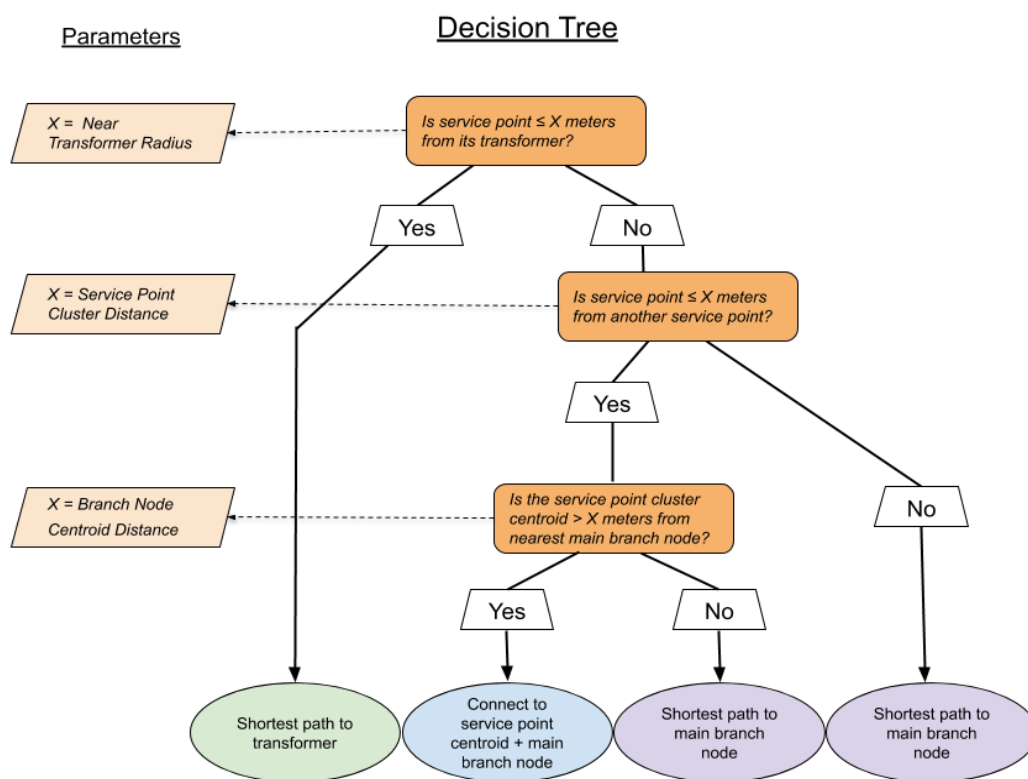 Parameters
Decision Tree
X = Near
Transformer Radius
Is service point ≤ X meters
from its transformer?
Yes
No
X = Service Point
Cluster Distance
Is service point ≤ X meters
from another service point?
Yes
No
X = Branch Node
Centroid Distance
Is the service point cluster
centroid > X meters from
nearest main branch node?
Yes
No
Shortest path to
transformer
Connect to
service point
centroid + main
branch node
Shortest path to
main branch
node
Shortest path to
main branch
node